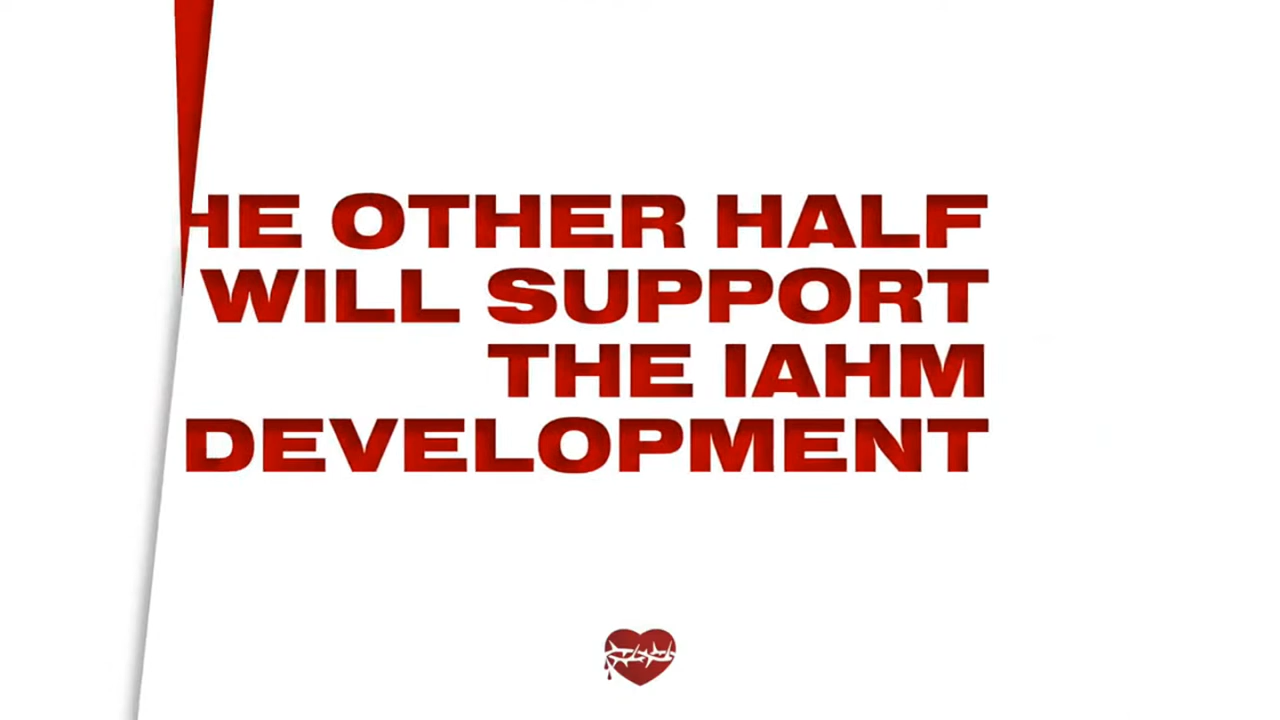 HE OTHER HALF
WILL SUPPORT
THE IAHM
DEVELOPMENT